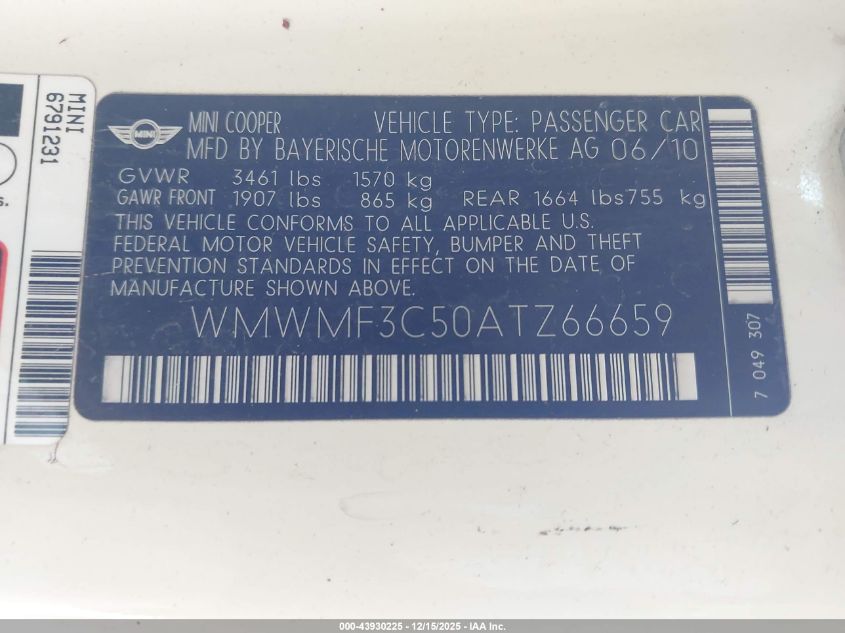 MINI
6791231
s.
MINI
MINI COOPER VEHICLE TYPE: PASSENGER CAR
MFD BY BAYERISCHE MOTORENWERKE AG 06/10
GVWR 3461 lbs 1570 kg
GAWR FRONT 1907 lbs 865 kg REAR 1664 lbs755 kg
THIS VEHICLE CONFORMS TO ALL APPLICABLE U.S.
FEDERAL MOTOR VEHICLE SAFETY, BUMPER AND THEFT
PREVENTION STANDARDS IN EFFECT ON THE DATE OF
MANUFACTURE SHOWN ABOVE.
WMWMF3C50ATZ66659
7 049 307
000-43930225 - 12/15/2025 - IAA Inc.